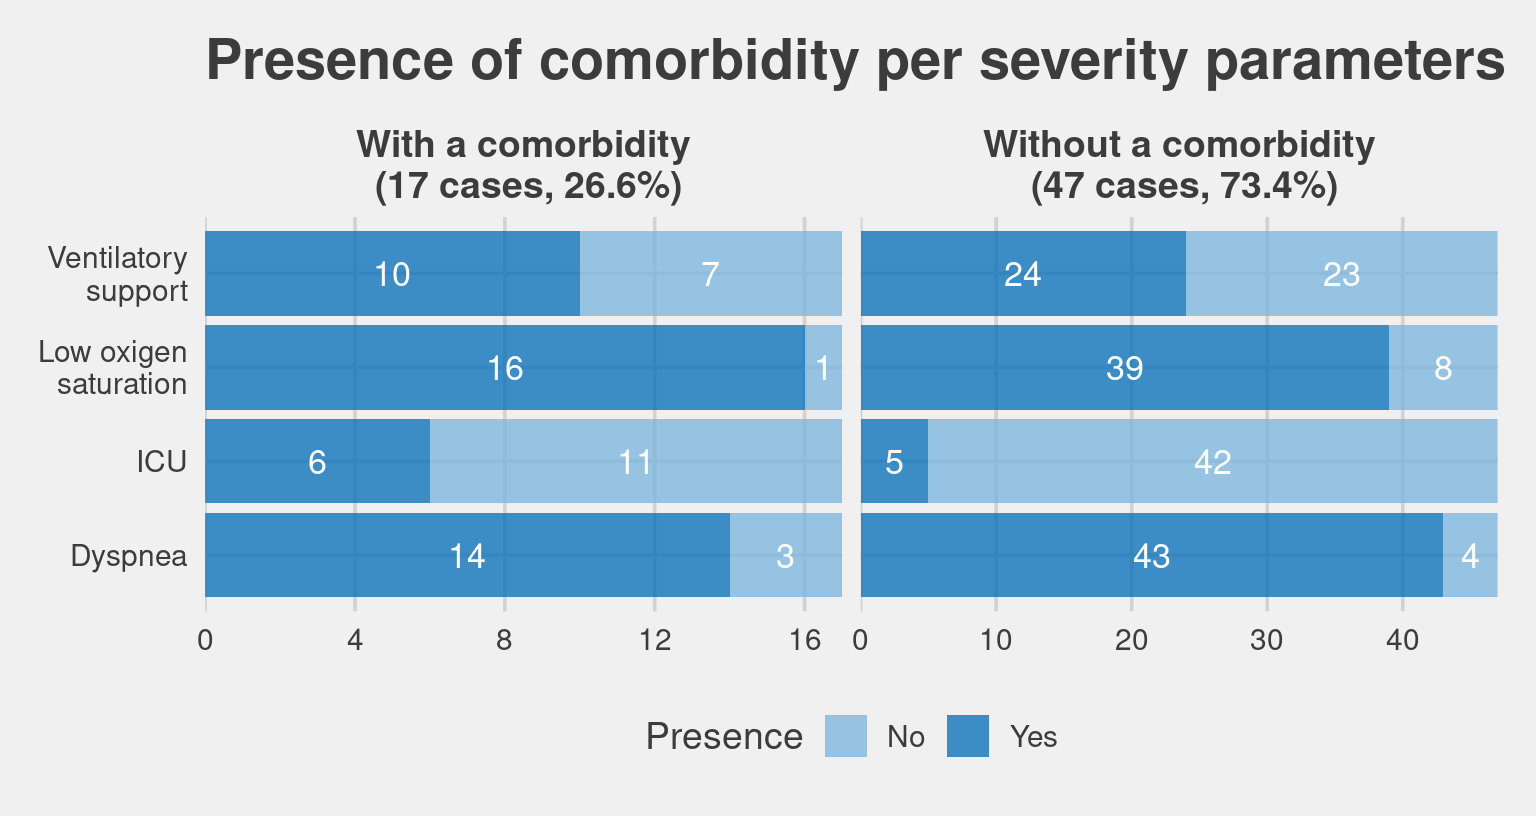 Presence of comorbidity per severity parameters
With a comorbidity
(17 cases, 26.6%)
Without a comorbidity
(47 cases, 73.4%)
Ventilatory
support
10 7 24 23
Low oxigen
saturation
16 1 39 8
ICU 6 11 5 42
Dyspnea 14 3 43 4
0 4 8 12 16 0 10 20 30 40
Presence No Yes